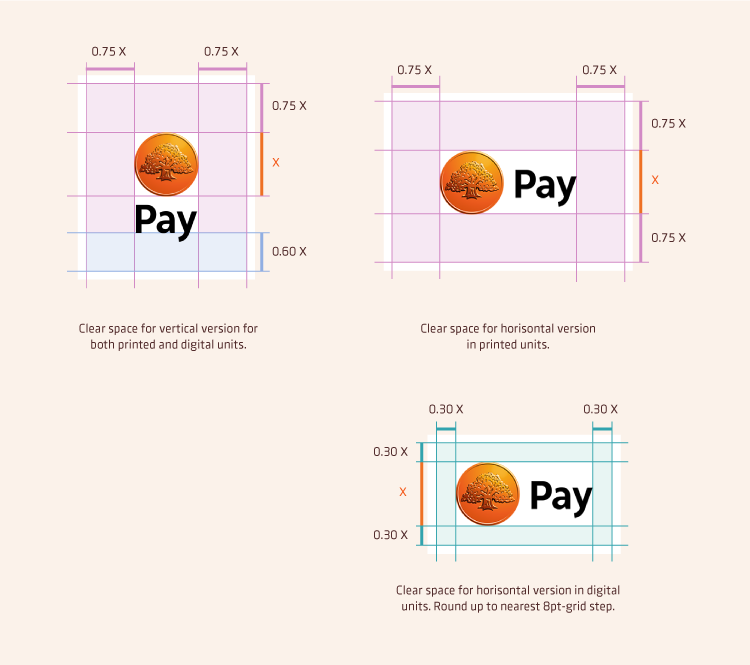 0.75 X
0.75 X
0.75 X
X
Pay
0.60 X
Clear space for vertical version for
both printed and digital units.
0.75 X
0.75 X
0.75 X
X
Pay
0.75 X
Clear space for horisontal version
in printed units.
0.30 X
0.30 X
0.30 X
X
Pay
0.30 X
Clear space for horisontal version in digital
units. Round up to nearest 8pt-grid step.